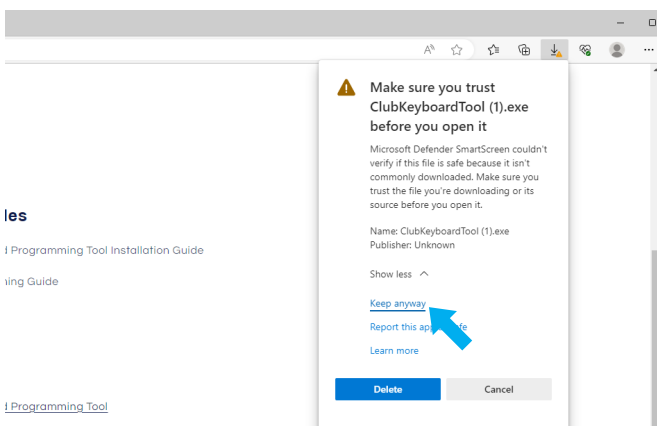 Make sure you trust
ClubKeyboardTool (1).exe
before you open it
Microsoft Defender SmartScreen couldn't
verify if this file is safe because it isn't
commonly downloaded. Make sure you
trust the file you're downloading or its
source before you open it.
Name: ClubKeyboardTool (1).exe
Publisher: Unknown
Show less
Keep anyway
Report this
Learn more
Delete
Cancel
Programming Tool Installation Guide
Guide
Programming Tool